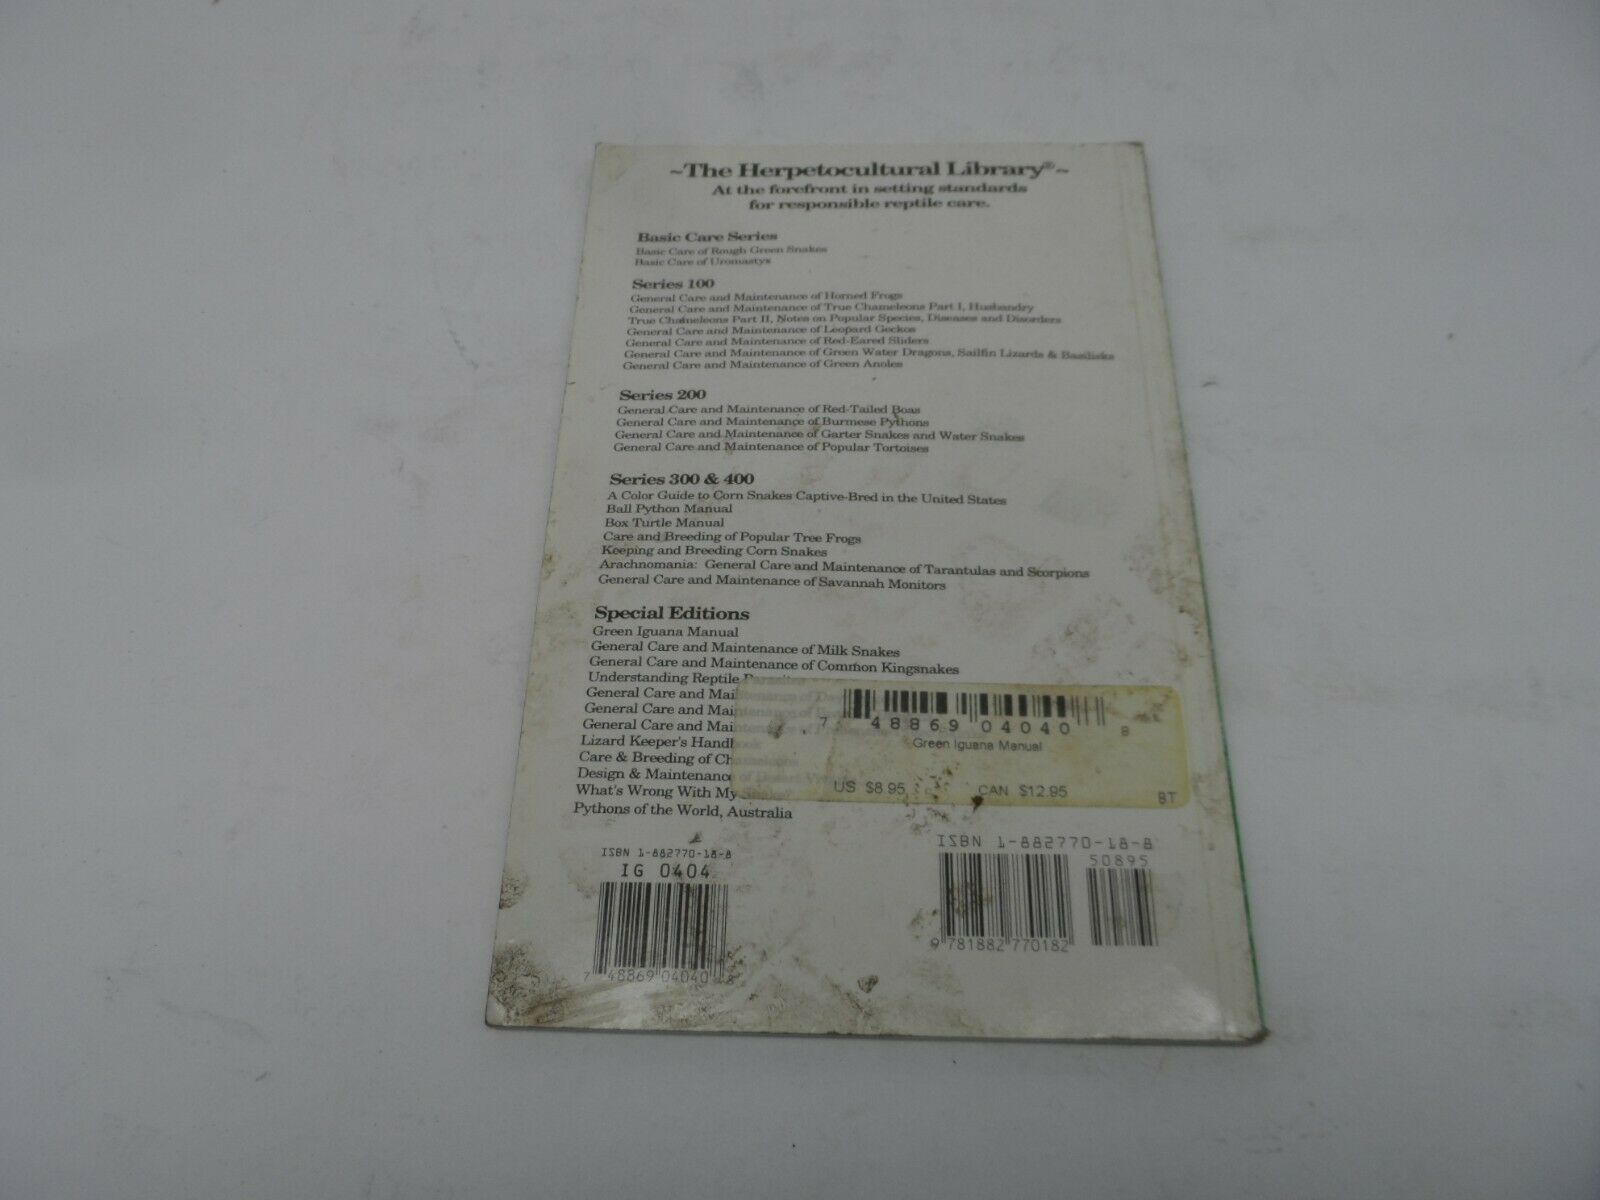 ~The Herpetocultural Library®~
At the forefront in setting standards
for responsible reptile care.
Basic Care Series
Basic Care of Rough Green Snakes
Basic Care of Uromastyx
Series 100
General Care and Maintenance of Horned Frogs
General Care and Maintenance of True Chameleons Part I, Husbandry
True Chameleons Part II, Notes on Popular Species, Diseases and Disorders
General Care and Maintenance of Leopard Geckos
General Care and Maintenance of Red-Eared Sliders
General Care and Maintenance of Green Water Dragons, Sailfin Lizards & Basilisks
General Care and Maintenance of Green Anoles
Series 200
General Care and Maintenance of Red-Tailed Boas
General Care and Maintenance of Burmese Pythons
General Care and Maintenance of Garter Snakes and Water Snakes
General Care and Maintenance of Popular Tortoises
Series 300 & 400
A Color Guide to Corn Snakes Captive-Bred in the United States
Ball Python Manual
Box Turtle Manual
Care and Breeding of Popular Tree Frogs
Keeping and Breeding Corn Snakes
Arachnomania: General Care and Maintenance of Tarantulas and Scorpions
General Care and Maintenance of Savannah Monitors
Special Editions
Green Iguana Manual
General Care and Maintenance of Milk Snakes
General Care and Maintenance of Common Kingsnakes
Understanding Reptile Parasites
General Care and Maintenance of
General Care and Maintenance of
General Care and Maintenance of
Lizard Keeper's Handbook
Care & Breeding of Chameleons
Design & Maintenance of Desert
What's Wrong With My Snake?
Pythons of the World, Australia
7 48869 04040 8
Green Iguana Manual
US $8.95 CAN $12.95
BT
ISBN 1-882770-18-8
IG 0404
7 48869 04040 8
ISBN 1-882770-18-8
50895
9 781882 770182